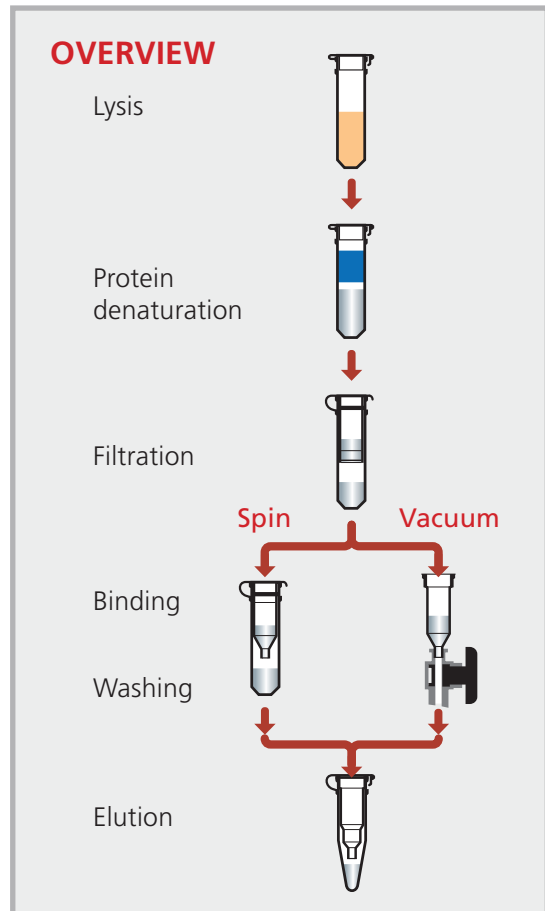 OVERVIEW
Lysis
Protein
denaturation
Filtration
Spin
Vacuum
Binding
Washing
Elution